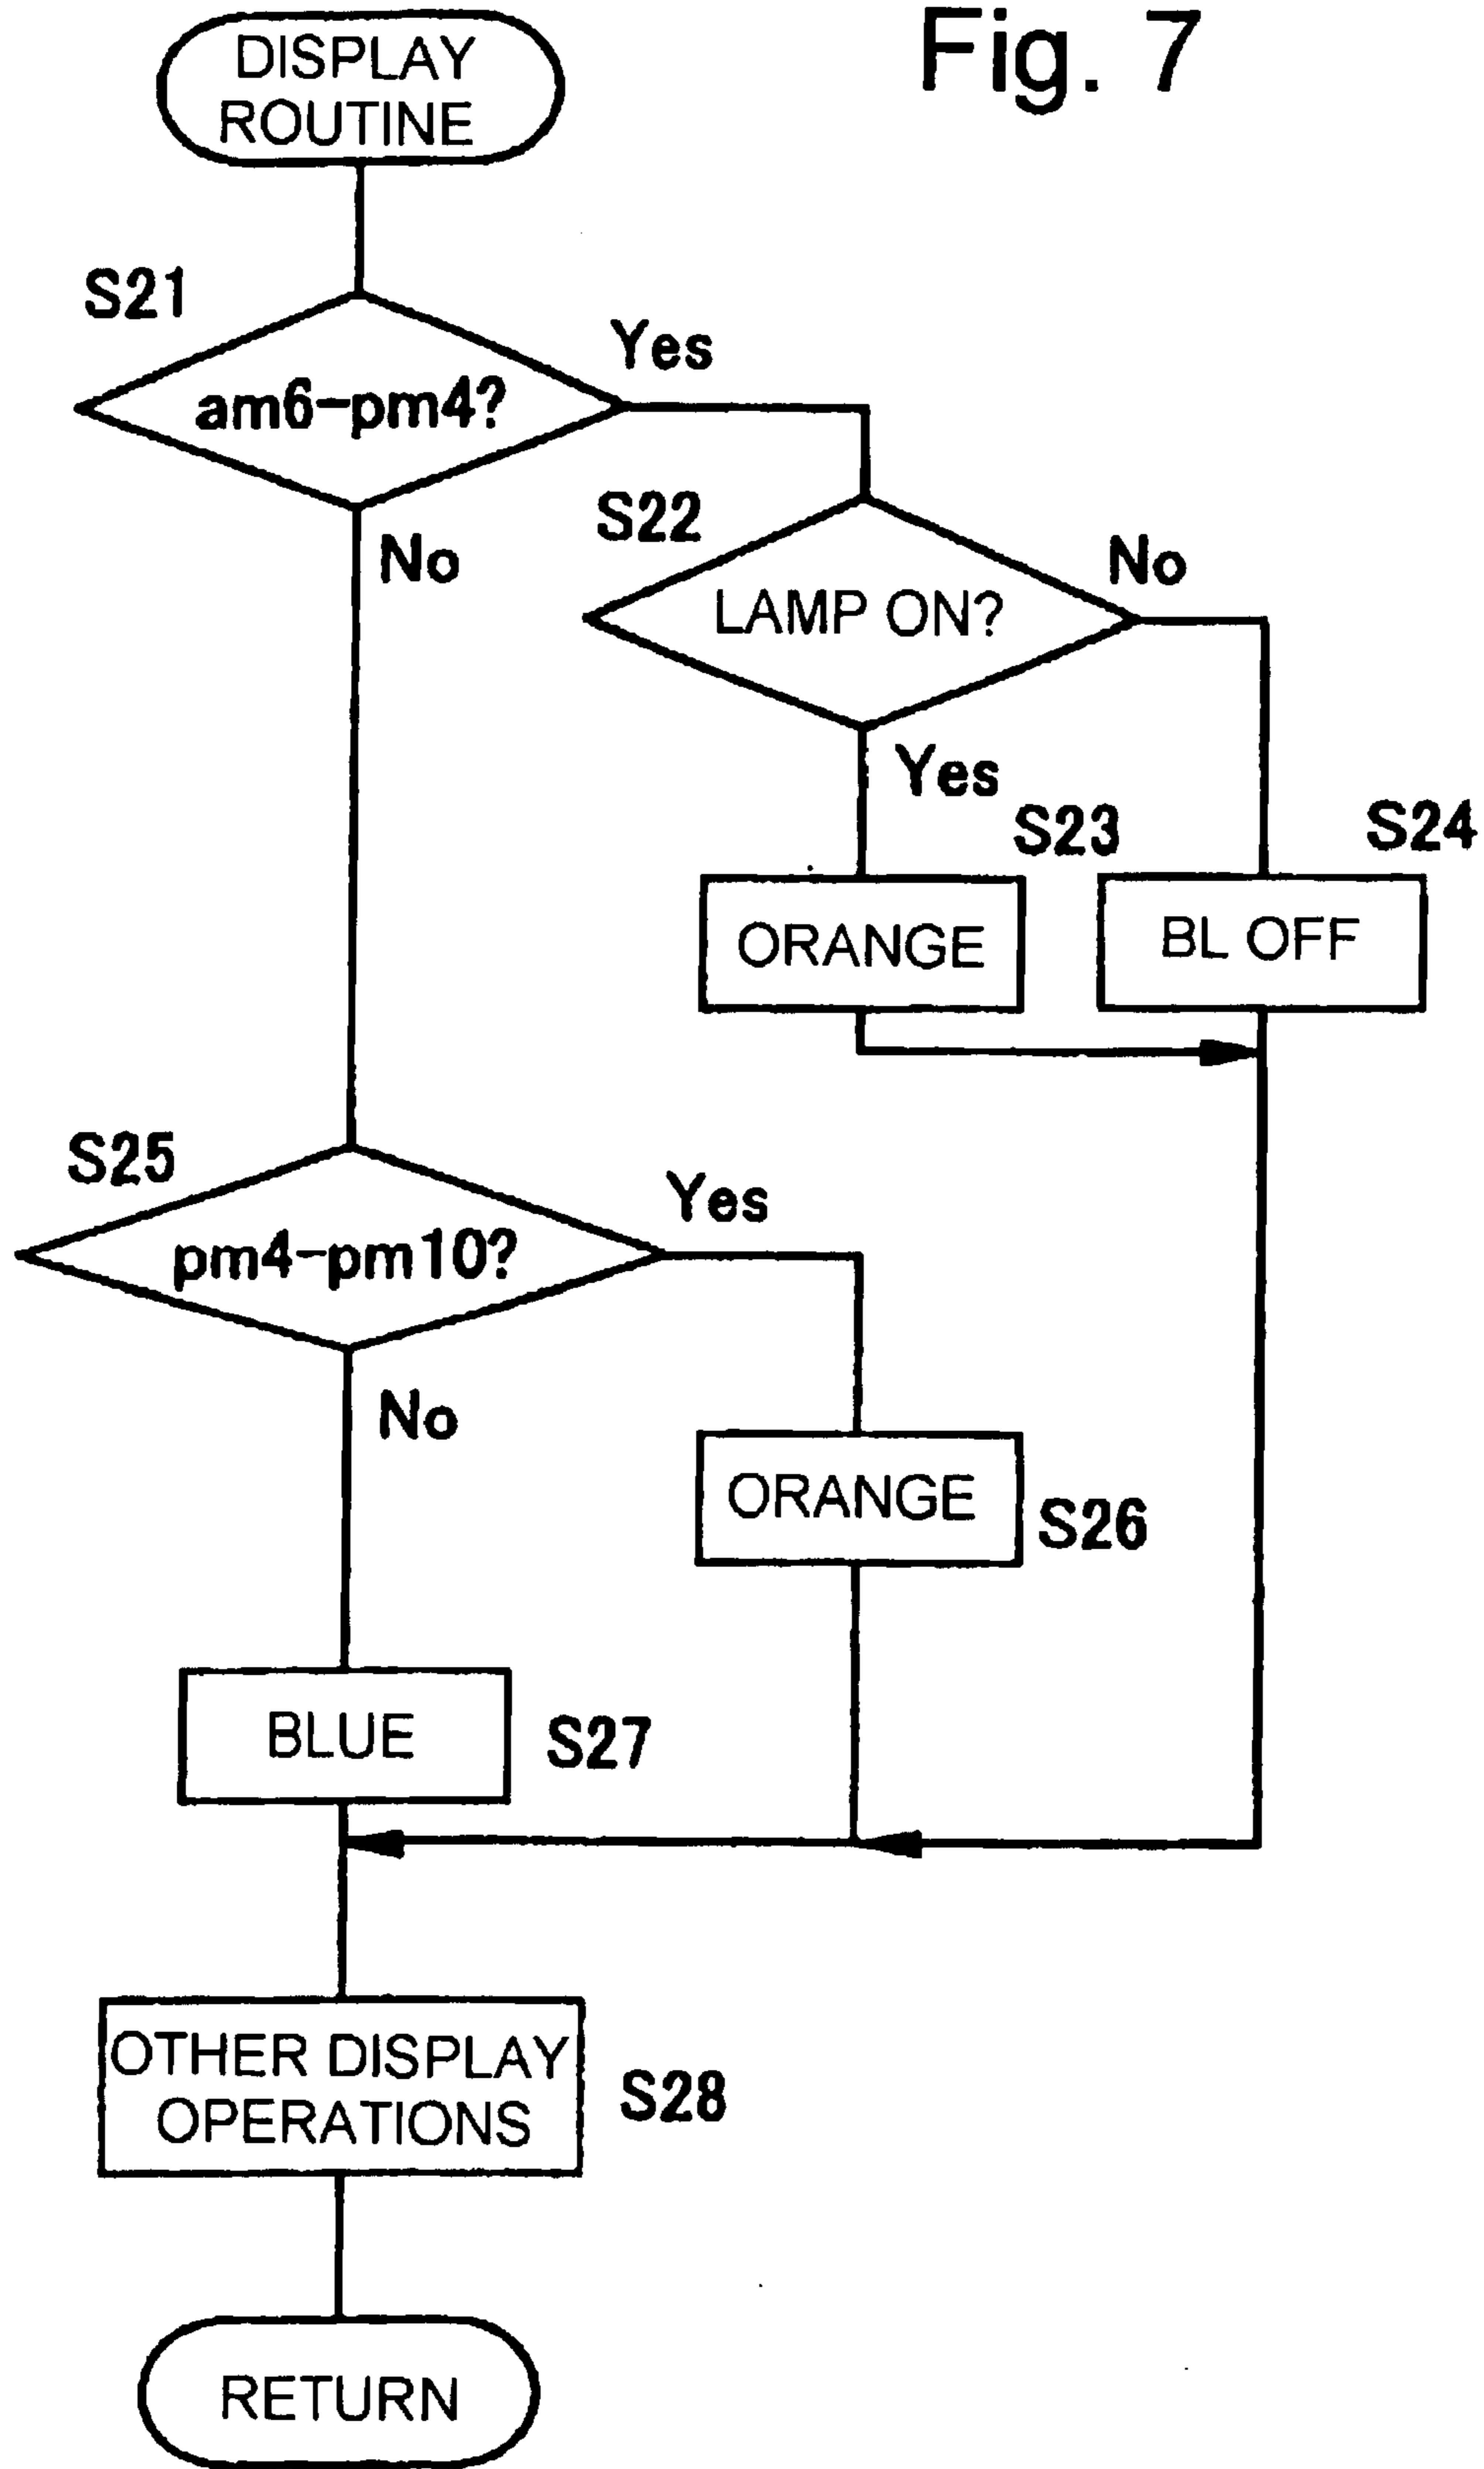 Fig. 7
DISPLAY
ROUTINE
S21
am6-pm4?
Yes
No
S22
LAMP ON?
No
Yes
S23
ORANGE
S24
BL OFF
S25
pm4-pm10?
Yes
No
ORANGE
S26
BLUE
S27
OTHER DISPLAY
OPERATIONS
S28
RETURN